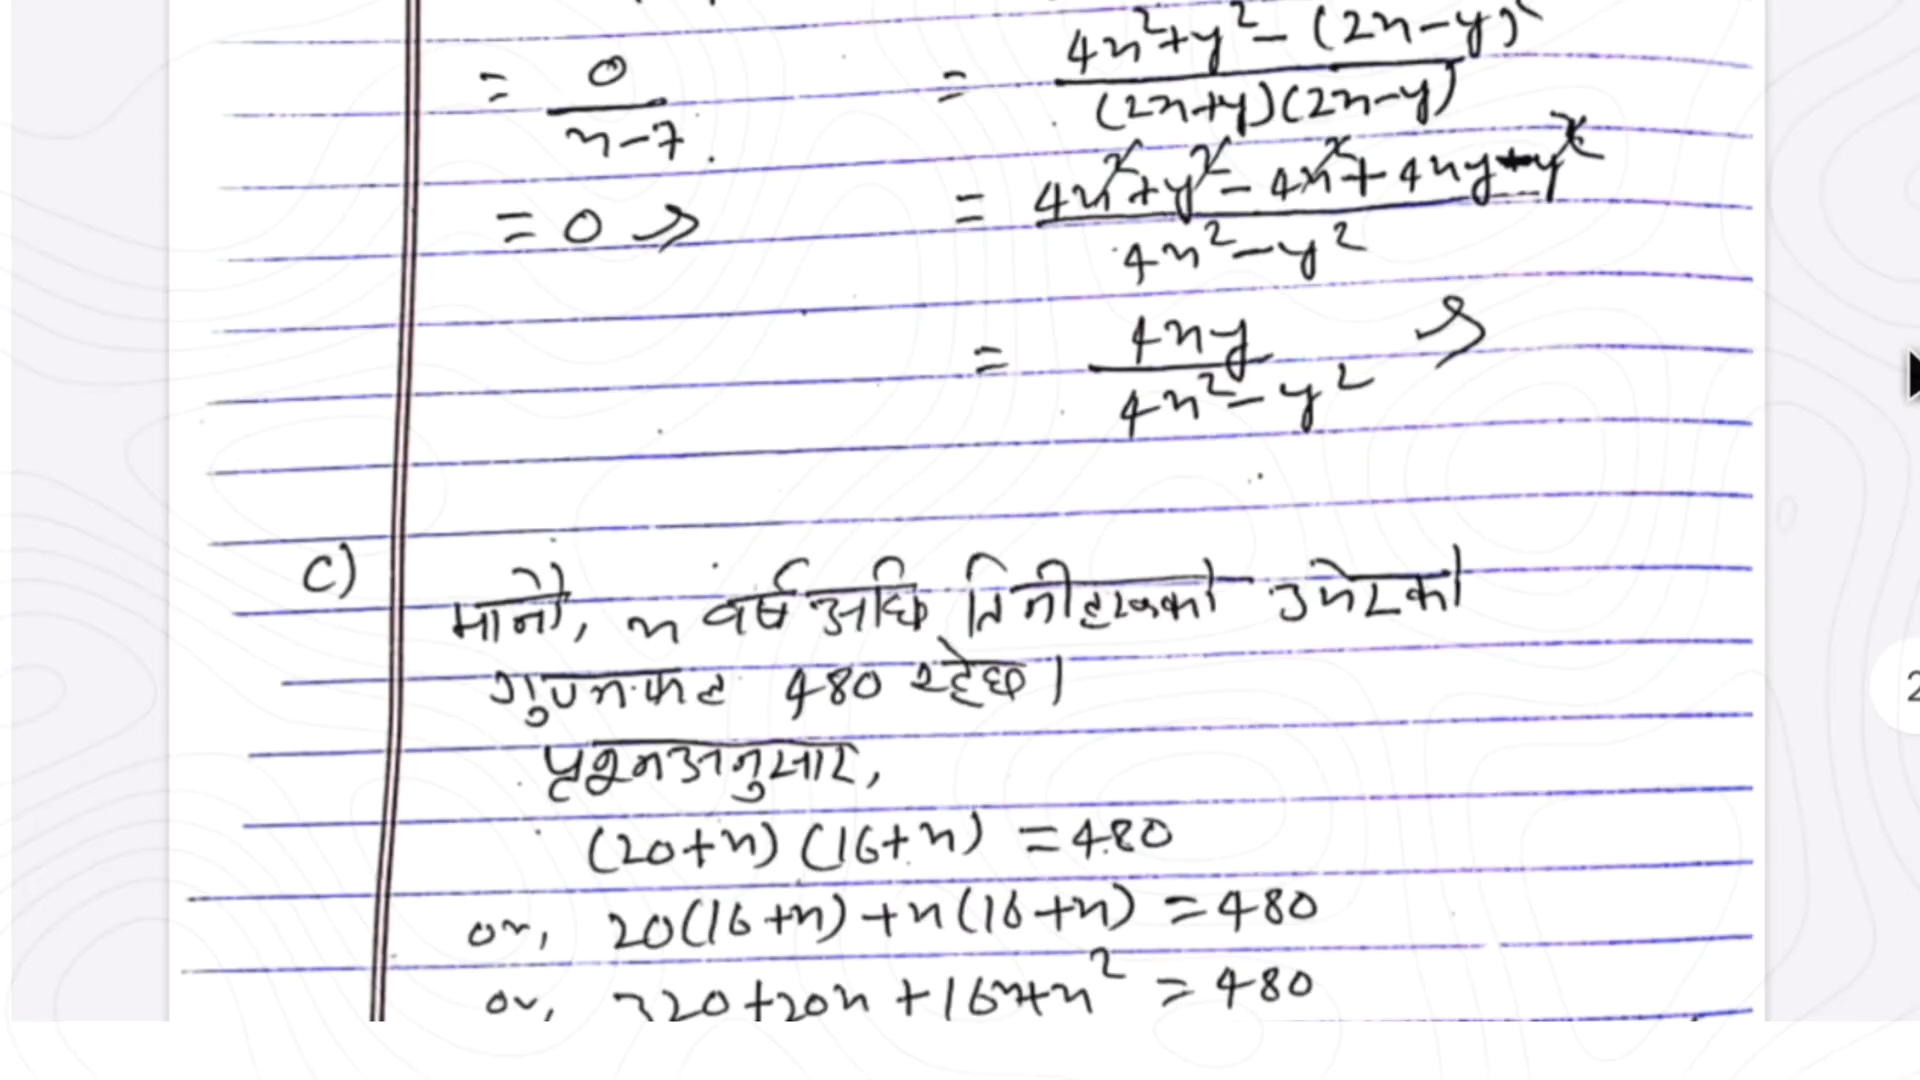 = 0/(x-7)
= 0
= (4x²+y² - (2x-y)²)/((2x+y)(2x-y))
= (4x²+y² - 4x² + 4xy - y²)/(4x²-y²)
= 4xy/(4x²-y²)
c) मानौ, x वर्ष अघि तिनीहरूको उमेरको
गुणनफल 480 रहेछ।
प्रश्नअनुसार,
(20+x) (16+x) = 480
or, 20(16+x) + x(16+x) = 480
or, 320+20x + 16x+x² = 480
2